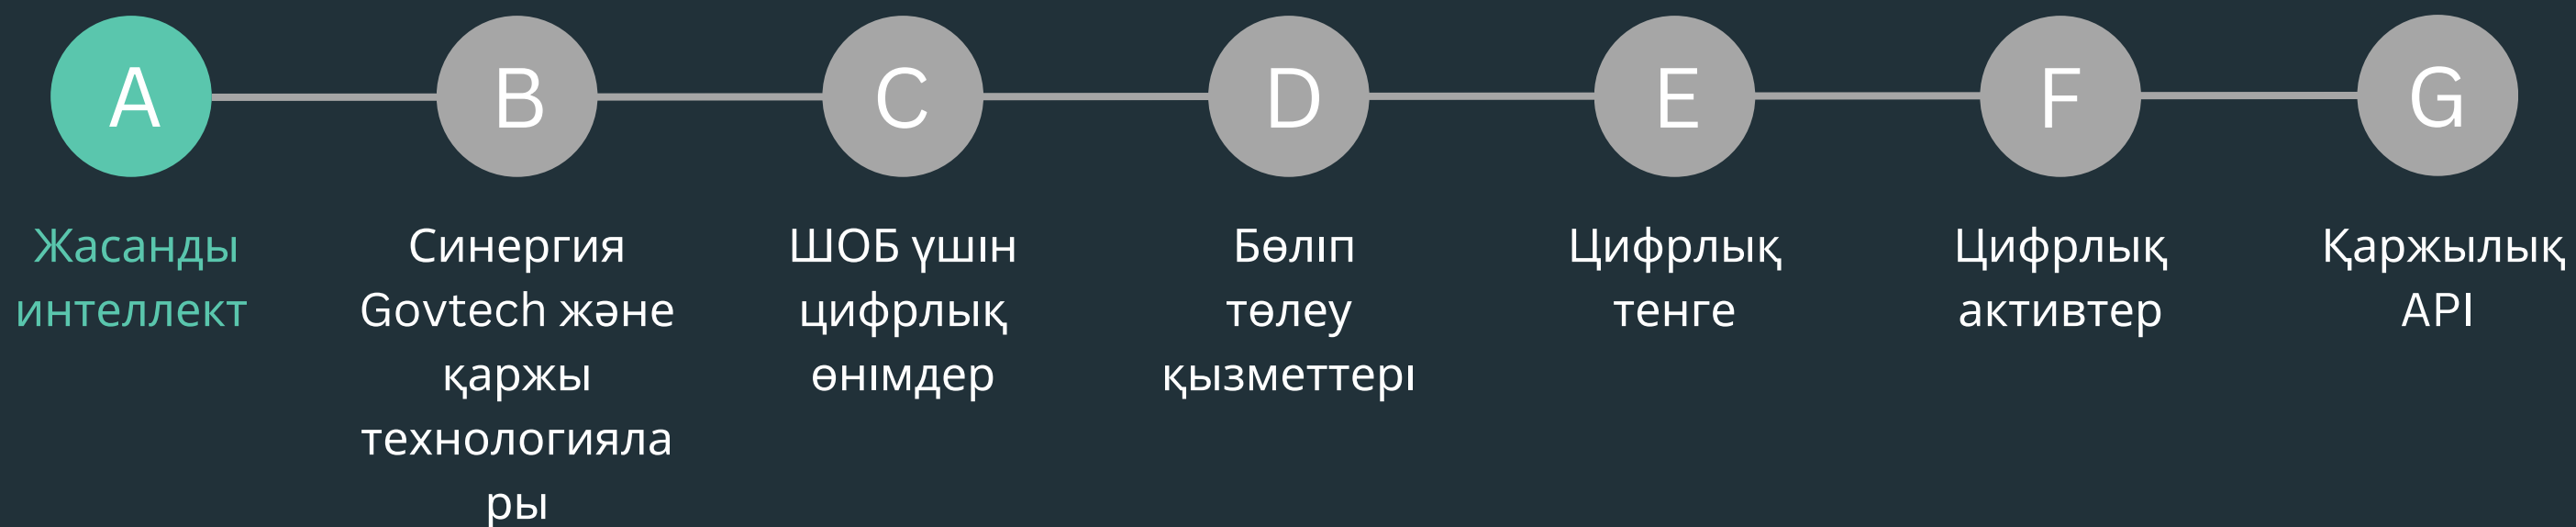 A
B
C
D
E
F
G
Жасанды
интеллект
Синергия
Govtech және
қаржы
технологияла
ры
ШОБ үшін
цифрлық
өнімдер
Бөліп
төлеу
қызметтері
Цифрлық
тенге
Цифрлық
активтер
Қаржылық
API